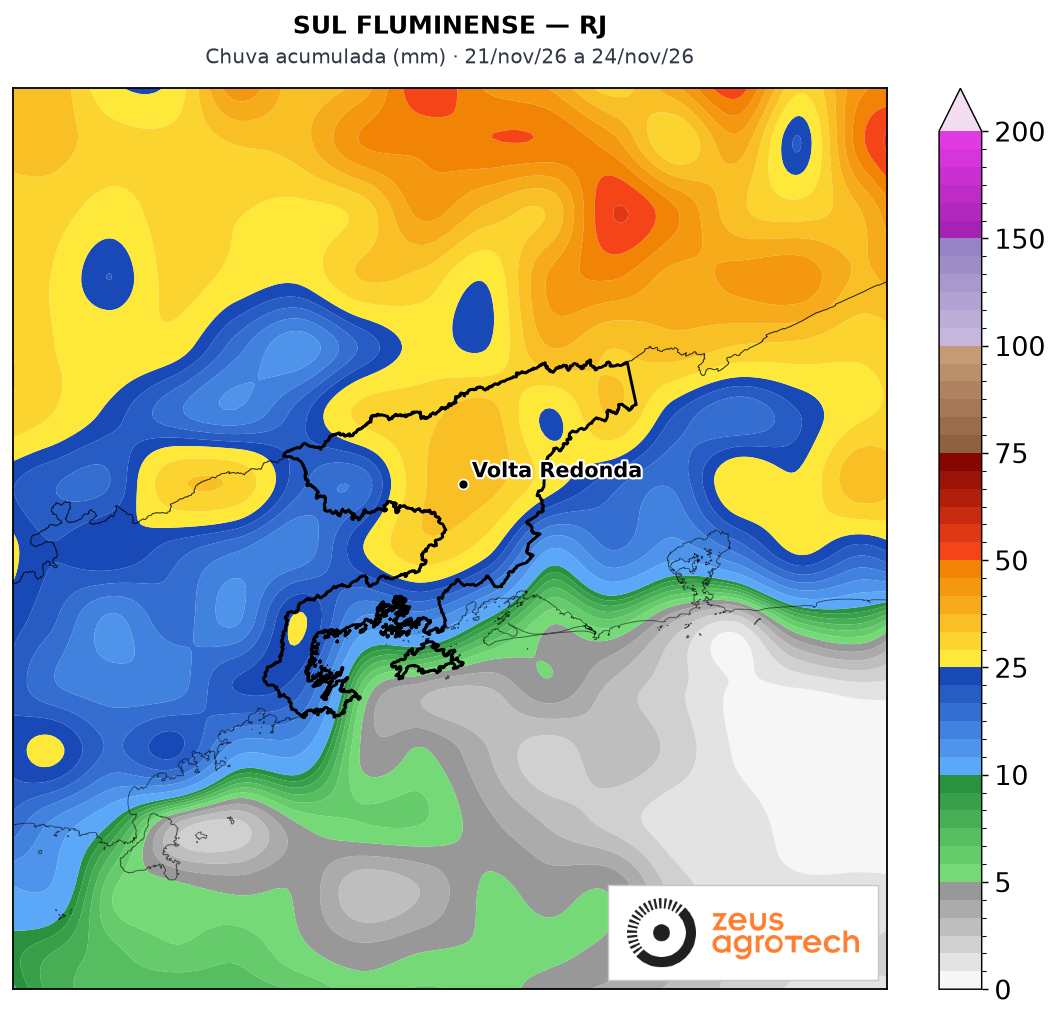 SUL FLUMINENSE — RJ
Chuva acumulada (mm) · 21/nov/26 a 24/nov/26
Volta Redonda
200
150
100
75
50
25
10
5
0
zeus
agrotech